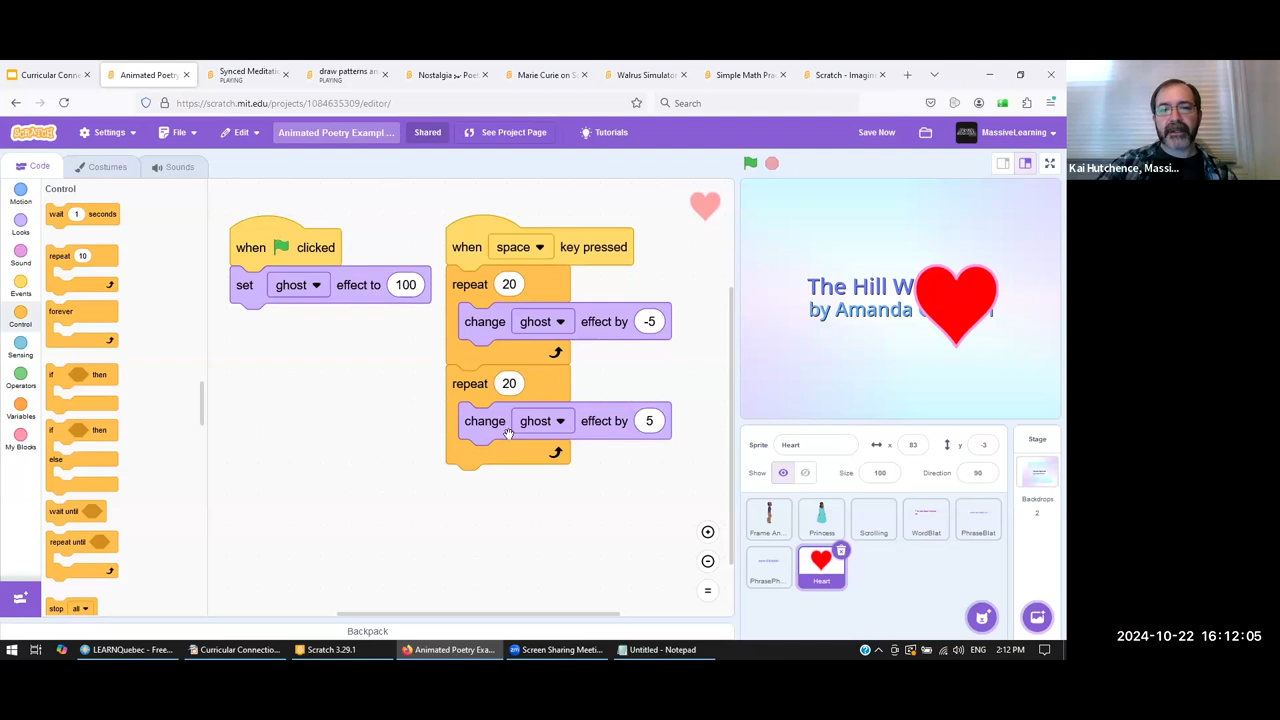 Curricular Conn
Animated Poetry
Synced Meditatio
PLAYING
draw patterns an
PLAYING
Nostalgia
Poet
Marie Curie on S
Walrus Simulator
Simple Math Pra
Scratch - Imagin
https://scratch.mit.edu/projects/1084635309/editor/
Search
SCRATCH
Settings
File
Edit
Animated Poetry Exampl ...
Shared
See Project Page
Tutorials
Save Now
MassiveLearning
Kai Hutchence, Massi...
Code
Costumes
Sounds
Motion
Looks
Sound
Events
Control
Sensing
Operators
Variables
My Blocks
Control
wait 1 seconds
repeat 10
forever
if then
if then
else
wait until
repeat until
stop all
when clicked
set ghost effect to 100
when space key pressed
repeat 20
change ghost effect by -5
repeat 20
change ghost effect by 5
The Hill W
by Amanda
Sprite Heart x 83 y -3
Show Size 100 Direction 90
Frame An...
Princess
Scrolling
WordBlat
PhraseBlat
PhrasePh...
Heart
Stage
Backdrops
2
Backpack
LEARNQuebec - Free...
Curricular Connectio...
Scratch 3.29.1
Animated Poetry Exa...
Screen Sharing Meeti...
Untitled - Notepad
ENG
2:12 PM
2024-10-22 16:12:05